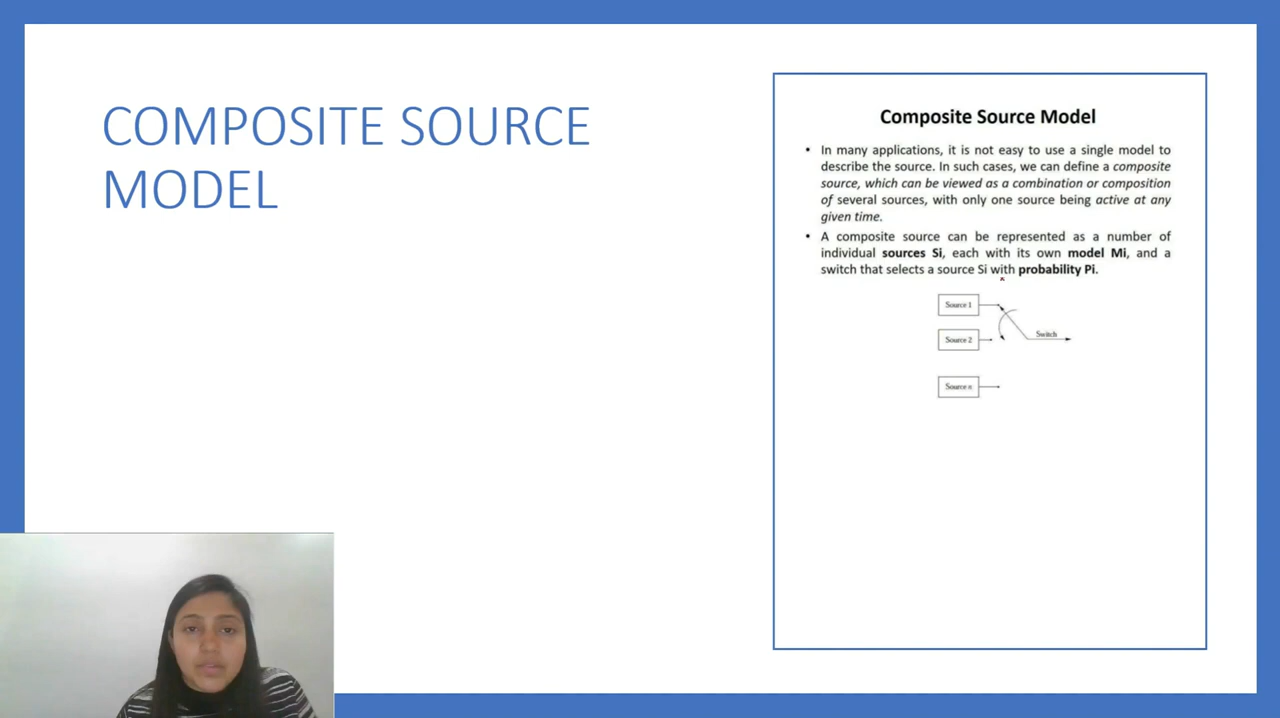 COMPOSITE SOURCE
MODEL
Composite Source Model
• In many applications, it is not easy to use a single model to
describe the source. In such cases, we can define a composite
source, which can be viewed as a combination or composition
of several sources, with only one source being active at any
given time.
• A composite source can be represented as a number of
individual sources Si, each with its own model Mi, and a
switch that selects a source Si with probability Pi.
Source 1
Switch
Source 2
Source n